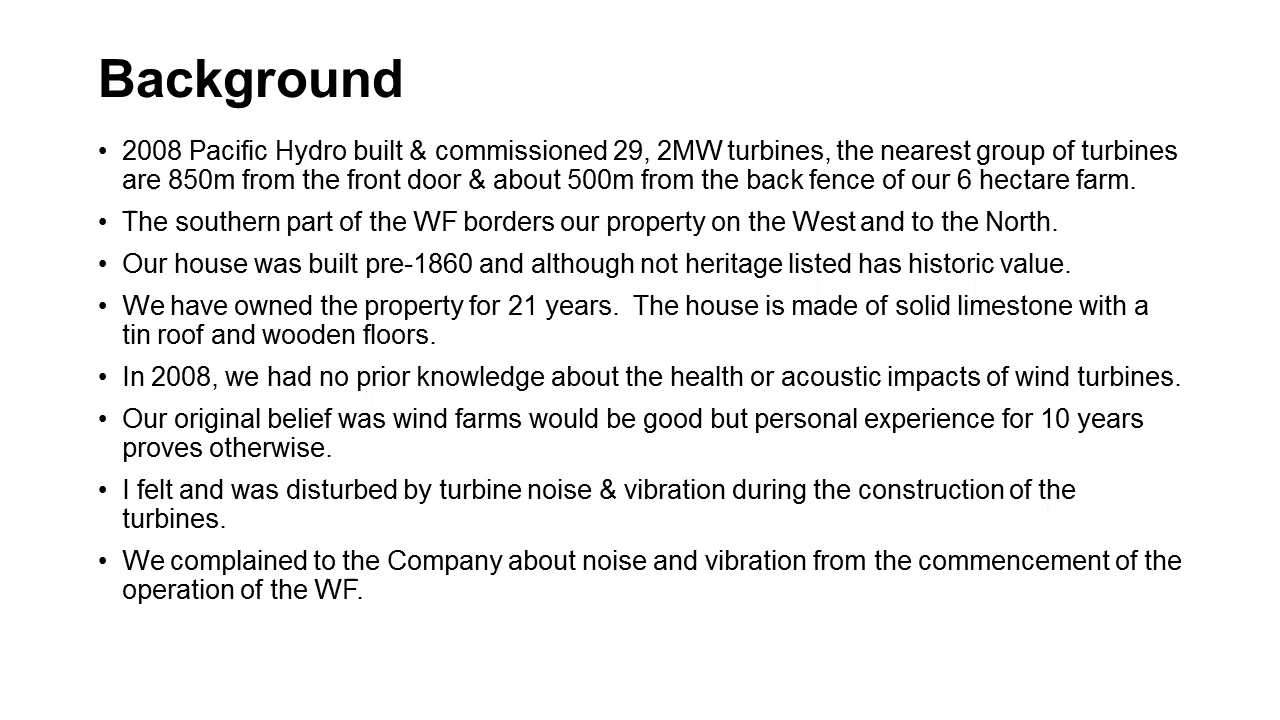 Background
• 2008 Pacific Hydro built & commissioned 29, 2MW turbines, the nearest group of turbines
are 850m from the front door & about 500m from the back fence of our 6 hectare farm.
• The southern part of the WF borders our property on the West and to the North.
• Our house was built pre-1860 and although not heritage listed has historic value.
• We have owned the property for 21 years.  The house is made of solid limestone with a
tin roof and wooden floors.
• In 2008, we had no prior knowledge about the health or acoustic impacts of wind turbines.
• Our original belief was wind farms would be good but personal experience for 10 years
proves otherwise.
• I felt and was disturbed by turbine noise & vibration during the construction of the
turbines.
• We complained to the Company about noise and vibration from the commencement of the
operation of the WF.